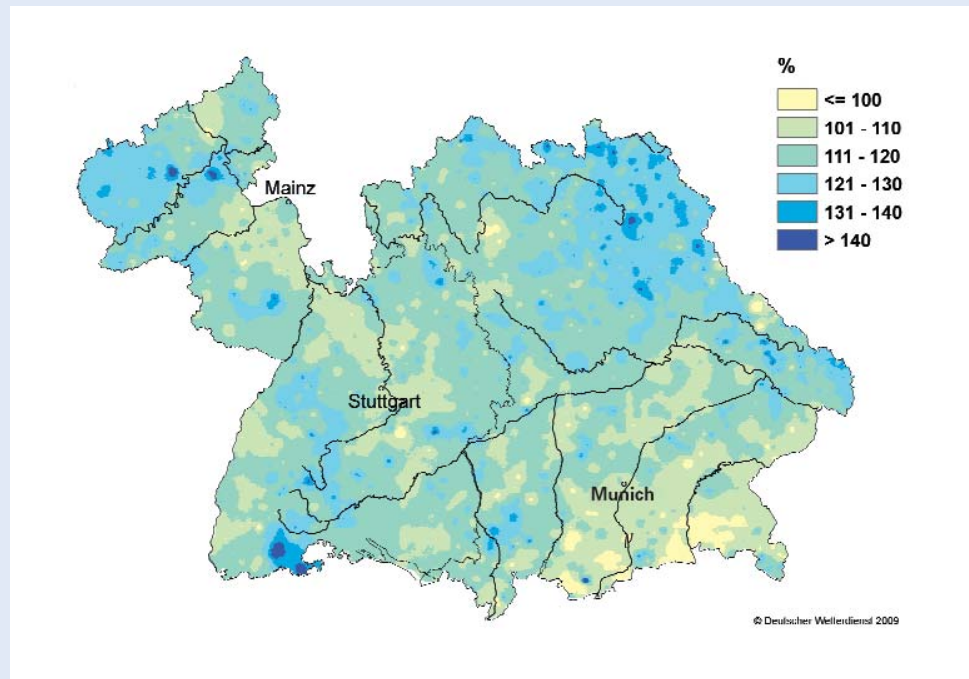 %
<= 100
101 - 110
111 - 120
121 - 130
131 - 140
> 140
Mainz
Stuttgart
Munich
© Deutscher Wetterdienst 2009